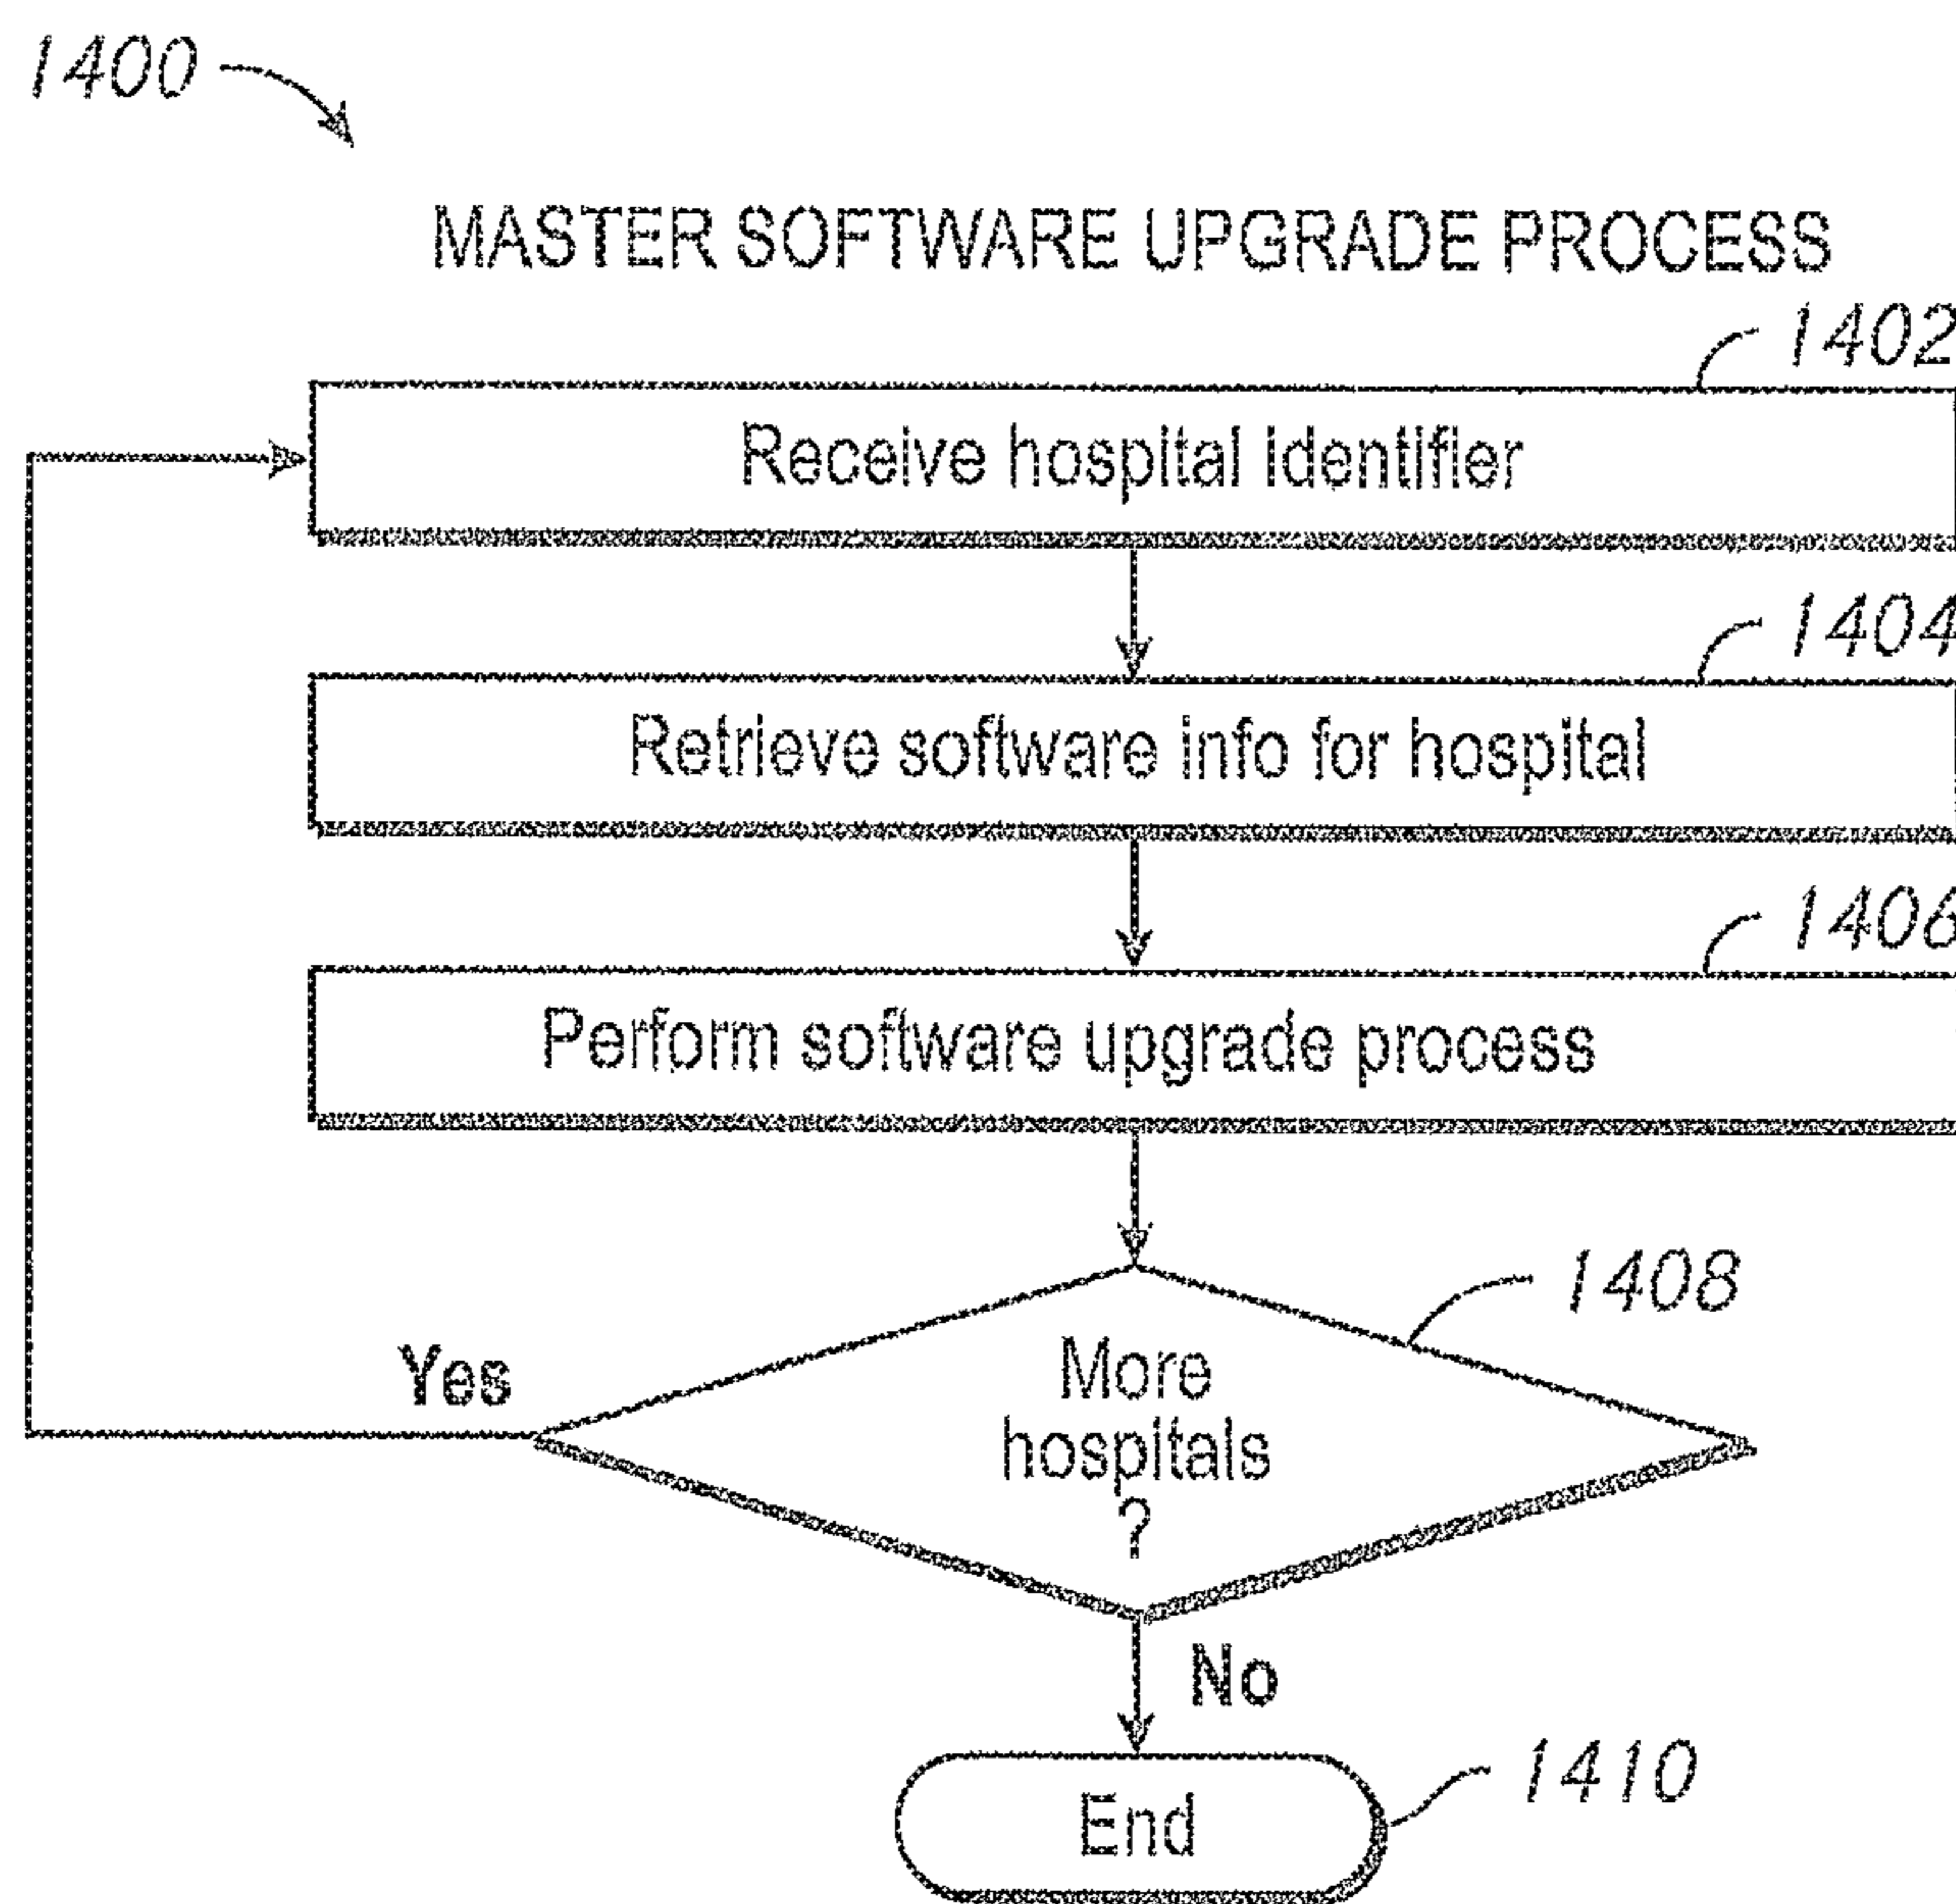 1400
MASTER SOFTWARE UPGRADE PROCESS
1402
Receive hospital identifier
1404
Retrieve software info for hospital
1406
Perform software upgrade process
1408
More
hospitals
?
Yes
No
1410
End